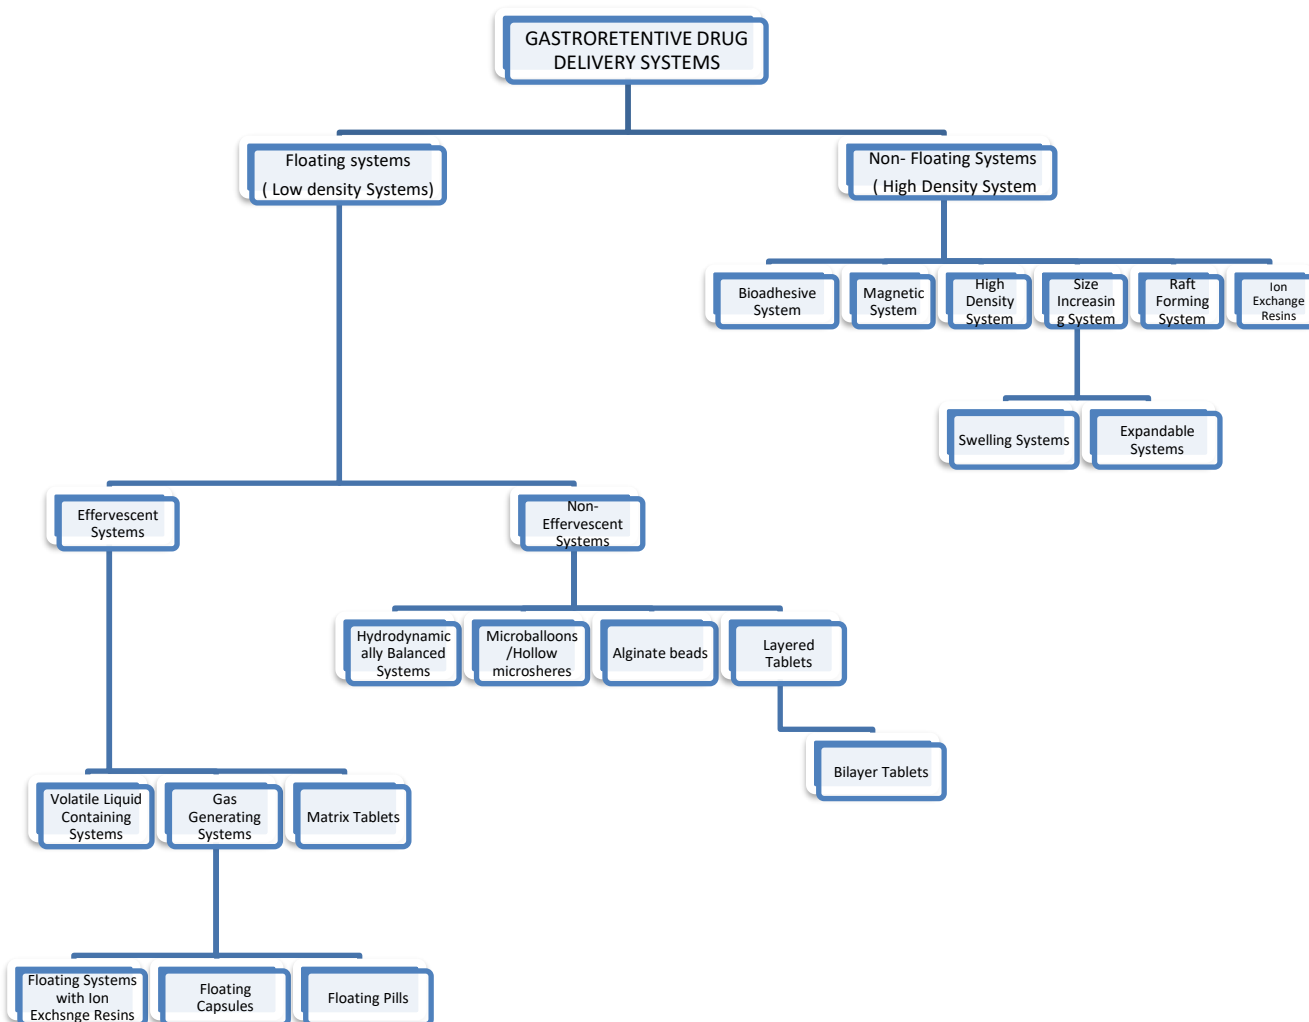 GASTRORETENTIVE DRUG
DELIVERY SYSTEMS
Floating systems
( Low density Systems)
Non- Floating Systems
( High Density System
Bioadhesive
System
Magnetic
System
High
Density
System
Size
Increasin
g System
Raft
Forming
System
Ion
Exchange
Resins
Swelling Systems
Expandable
Systems
Effervescent
Systems
Non-
Effervescent
Systems
Hydrodynamic
ally Balanced
Systems
Microballoons
/Hollow
microsheres
Alginate beads
Layered
Tablets
Bilayer Tablets
Volatile Liquid
Containing
Systems
Gas
Generating
Systems
Matrix Tablets
Floating Systems
with Ion
Exchsnge Resins
Floating
Capsules
Floating Pills